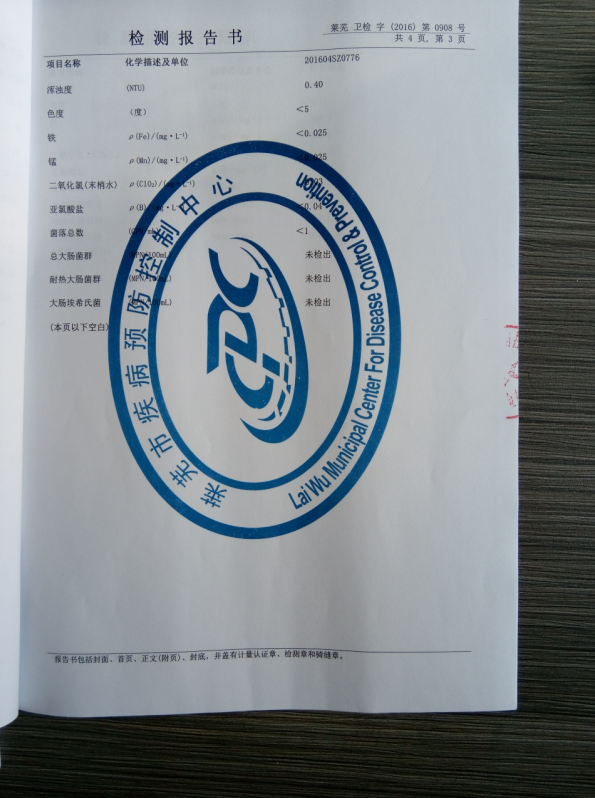 莱芜 卫检 字 (2016) 第 0908 号
检 测 报 告 书
共 4 页, 第 3 页
项目名称 化学描述及单位 201604SZ0776
浑浊度 (NTU) 0.40
色度 (度) <5
铁 ρ(Fe)/(mg·L⁻¹) <0.025
锰 ρ(Mn)/(mg·L⁻¹)
二氧化氯(末梢水) ρ(ClO₂)/
亚氯酸盐 <0.04
菌落总数 <1
总大肠菌群 未检出
耐热大肠菌群 未检出
大肠埃希氏菌 未检出
(本页以下空白)
莱芜市疾病预防控制中心
CDC
Lai Wu Municipal Center For Disease Control & Prevention
报告书包括封面、首页、正文(附页)、封底，并盖有计量认证章、检测章和骑缝章。